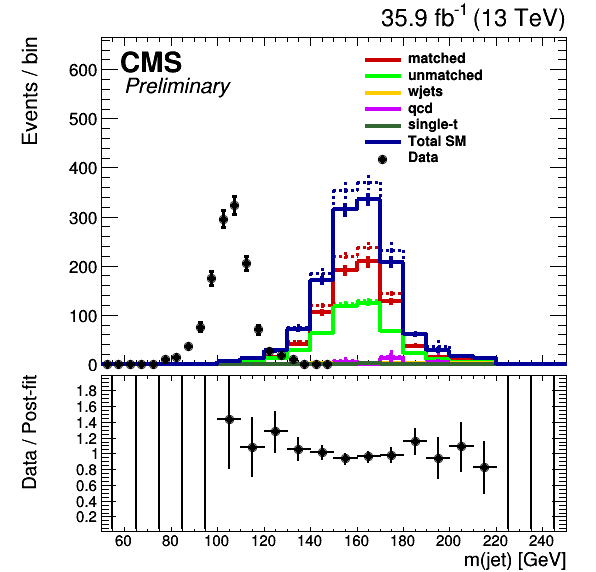 35.9 fb⁻¹ (13 TeV)
Events / bin
CMS
Preliminary
matched
unmatched
wjets
qcd
single-t
Total SM
Data
600
500
400
300
200
100
0
Data / Post-fit
1.8
1.6
1.4
1.2
1
0.8
0.6
0.4
0.2
60 80 100 120 140 160 180 200 220 240
m(jet) [GeV]